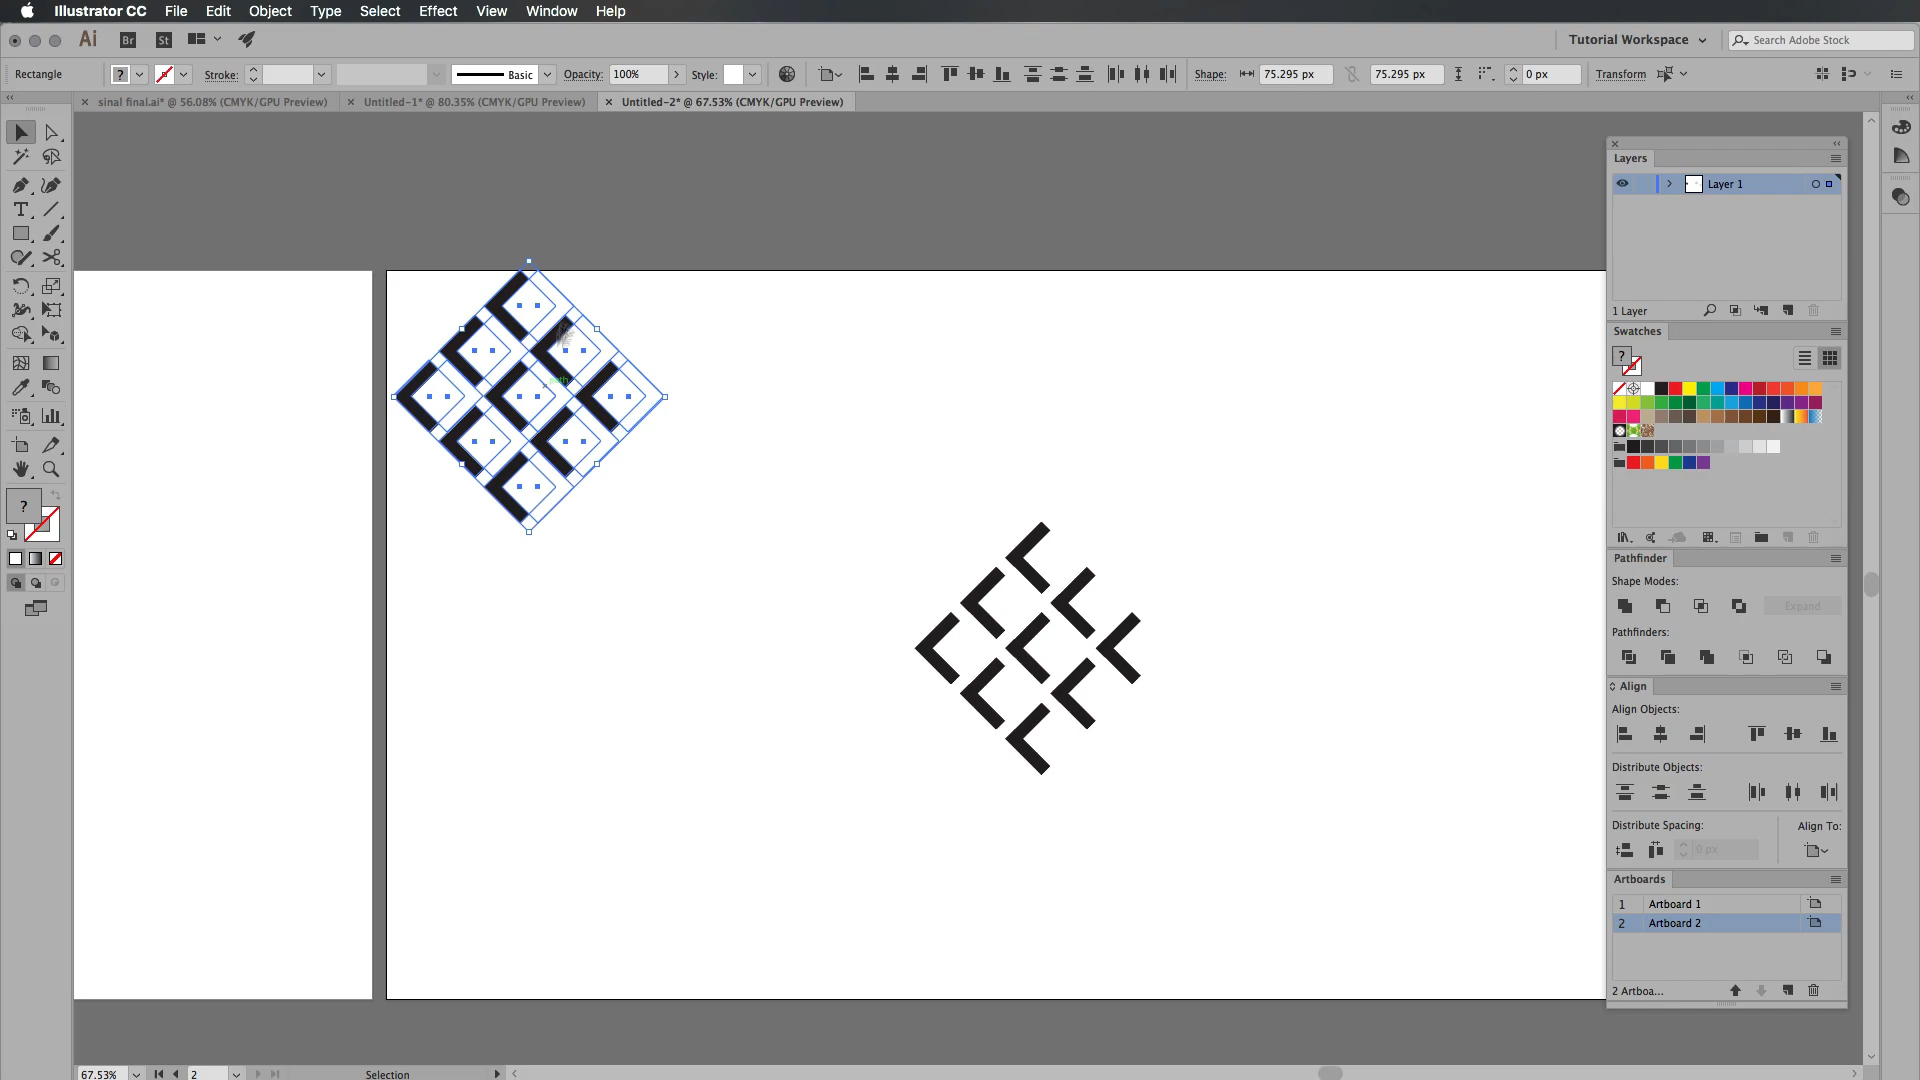 Illustrator CC File Edit Object Type Select Effect View Window Help
Ai Br St Tutorial Workspace Search Adobe Stock
Rectangle ? Stroke: Basic Opacity: 100% Style: Shape: 75.295 px 75.295 px 0 px Transform
sinal final.ai* @ 56.08% (CMYK/GPU Preview) Untitled-1* @ 80.35% (CMYK/GPU Preview) Untitled-2* @ 67.53% (CMYK/GPU Preview)
Layers
Layer 1
1 Layer
Swatches
?
path
?
Pathfinder
Shape Modes:
Expand
Pathfinders:
Align
Align Objects:
Distribute Objects:
Distribute Spacing: Align To:
0 px
Artboards
1 Artboard 1
2 Artboard 2
2 Artboa...
67.53% 2 Selection